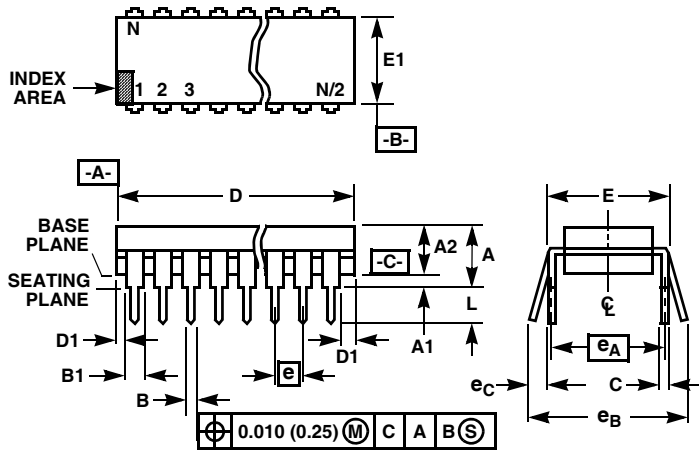 N
E1
INDEX
AREA
1 2 3 N/2
-B-
-A-
D
E
BASE
PLANE
A2
A
-C-
SEATING
PLANE
L
C
L
D1
A1
D1
eA
B1
e
eC
C
B
eB
0.010 (0.25) M C A B S